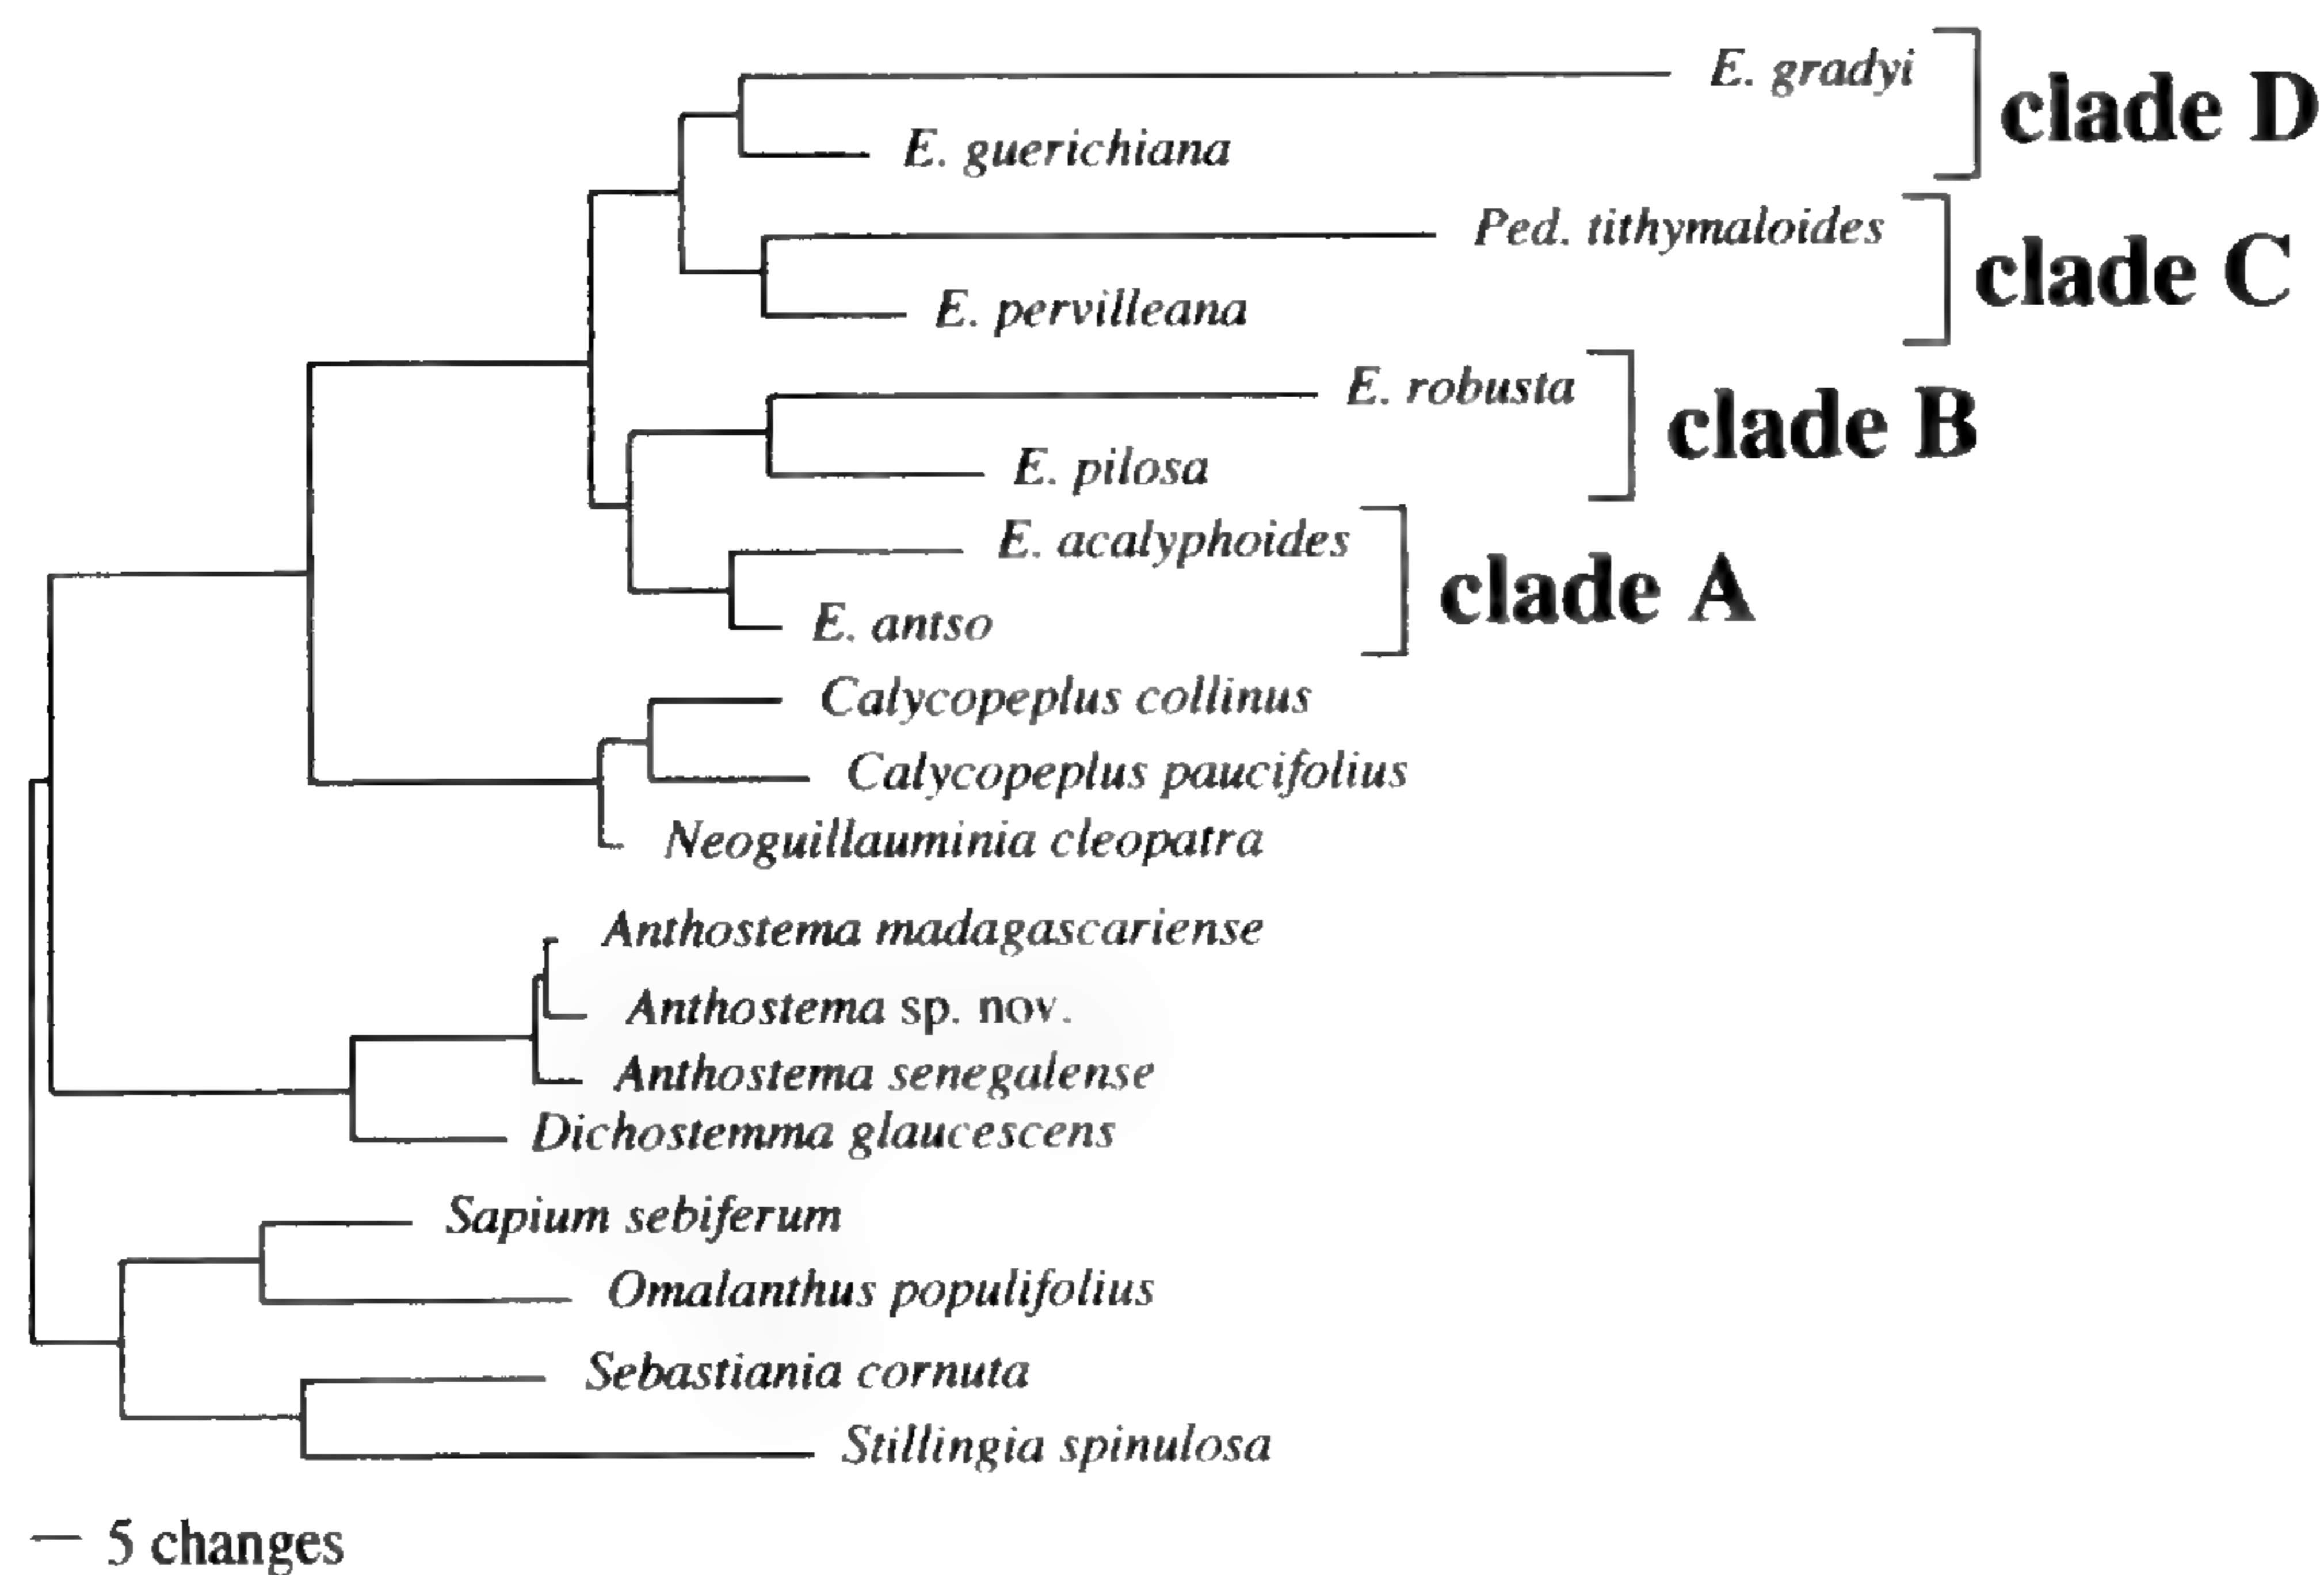 E. gradyi
clade D
E. guerichiana
Ped. tithymaloides
clade C
E. pervilleana
E. robusta
clade B
E. pilosa
E. acalyphoides
clade A
E. antso
Calycopeplus collinus
Calycopeplus paucifolius
Neoguillauminia cleopatra
Anthostema madagascariense
Anthostema sp. nov.
Anthostema senegalense
Dichostemma glaucescens
Sapium sebiferum
Omalanthus populifolius
Sebastiania cornuta
Stillingia spinulosa
5 changes